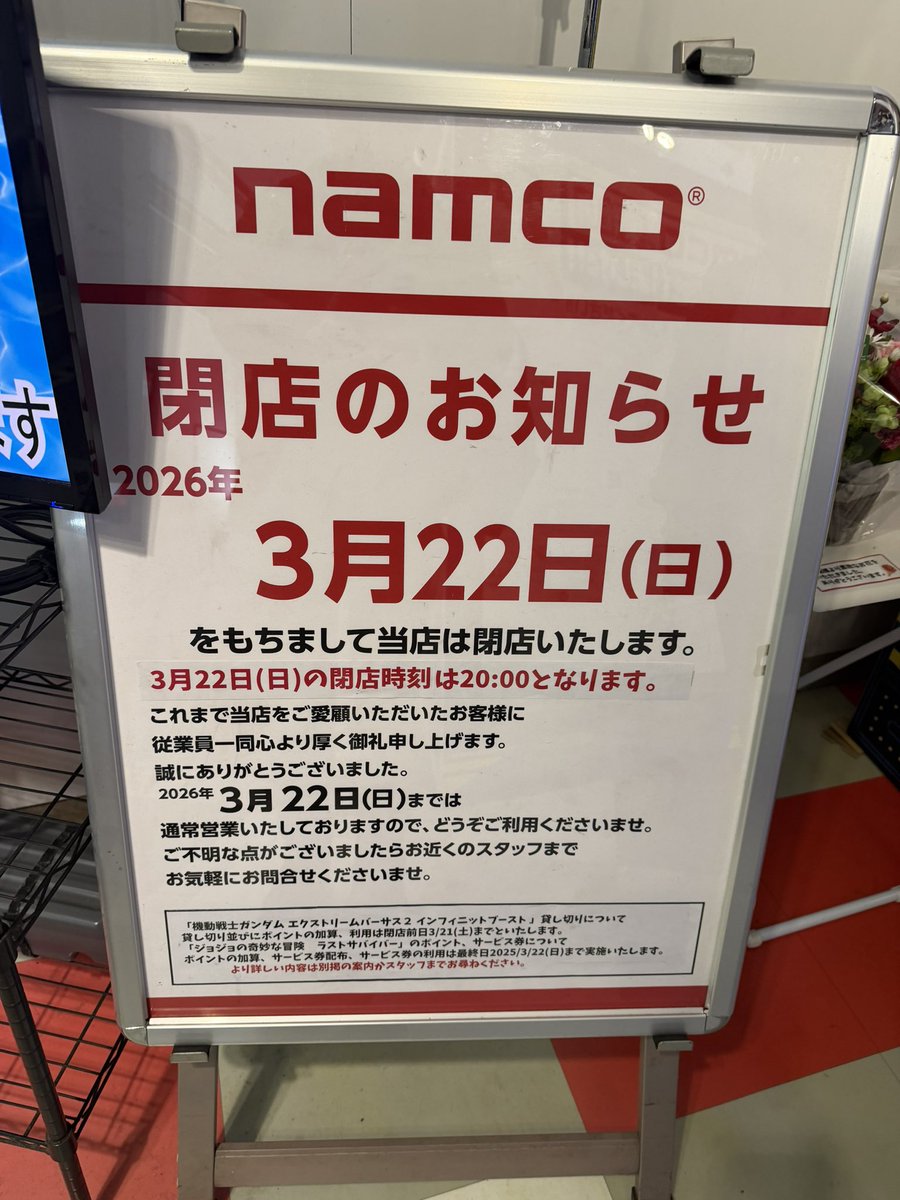 namco®
閉店のお知らせ
2026年
3月22日(日)
をもちまして当店は閉店いたします。
3月22日(日)の閉店時刻は20:00となります。
これまで当店をご愛顧いただいたお客様に
従業員一同心より厚く御礼申し上げます。
誠にありがとうございました。
2026年 3月22日(日)までは
通常営業いたしておりますので、どうぞご利用くださいませ。
ご不明な点がございましたらお近くのスタッフまで
お気軽にお問合せくださいませ。
「機動戦士ガンダム エクストリームバーサス2 インフィニットブースト」貸し切りについて
貸し切り並びにポイントの加算、利用は閉店前日3/21(土)までといたします。
「ジョジョの奇妙な冒険 ラストサバイバー」のポイント、サービス券について
ポイントの加算、サービス券配布、サービス券の利用は最終日2025/3/22(日)まで実施いたします。
より詳しい内容は別掲の案内かスタッフまでお尋ねください。
す